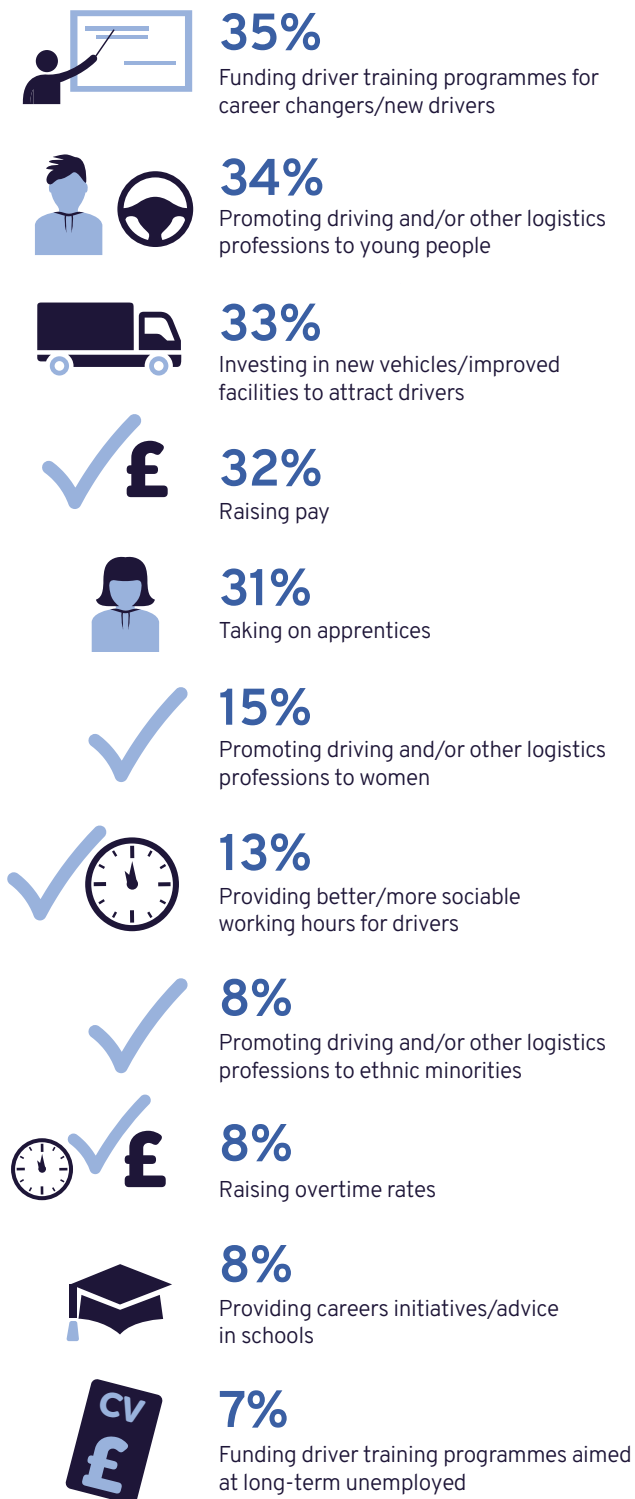 35%
Funding driver training programmes for
career changers/new drivers
34%
Promoting driving and/or other logistics
professions to young people
33%
Investing in new vehicles/improved
facilities to attract drivers
£
32%
Raising pay
31%
Taking on apprentices
15%
Promoting driving and/or other logistics
professions to women
13%
Providing better/more sociable
working hours for drivers
8%
Promoting driving and/or other logistics
professions to ethnic minorities
£
8%
Raising overtime rates
8%
Providing careers initiatives/advice
in schools
CV
£
7%
Funding driver training programmes aimed
at long-term unemployed